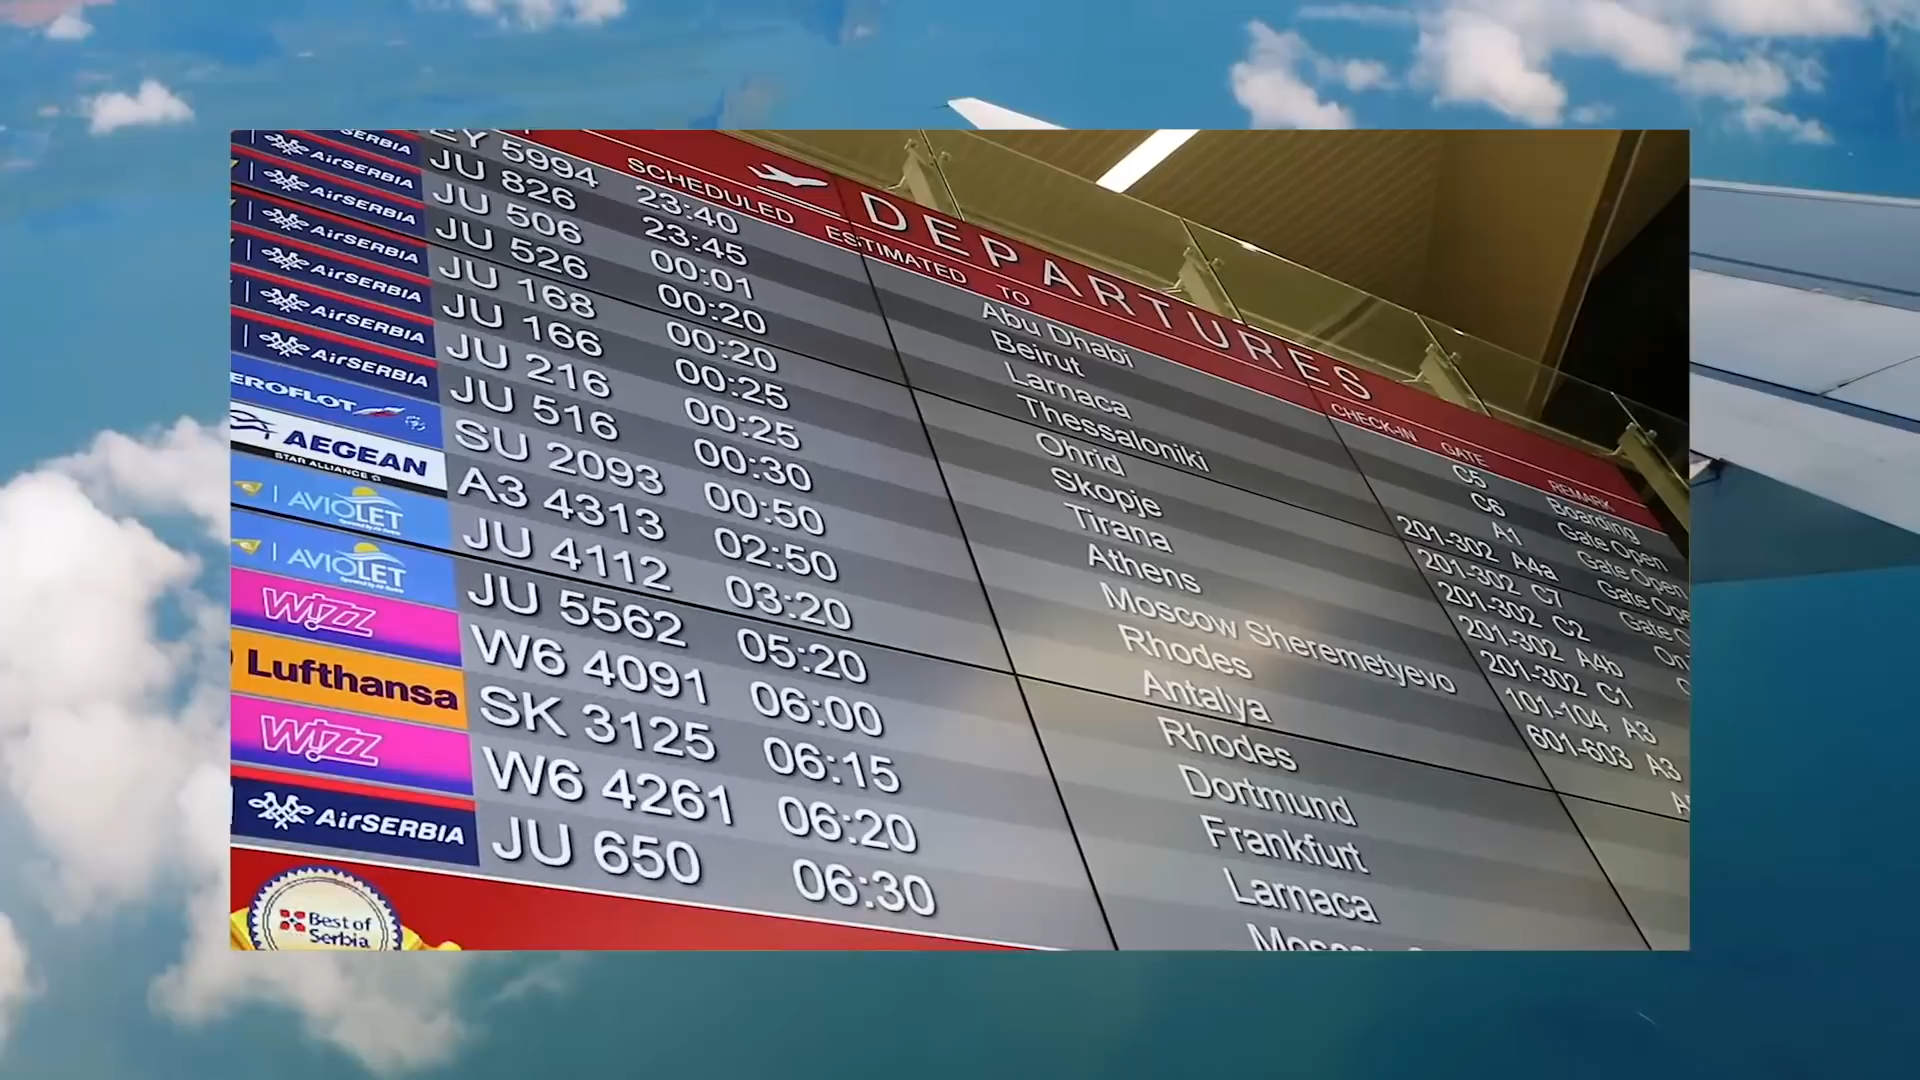 DEPARTURES
SCHEDULED ESTIMATED TO CHECK-IN GATE REMARK
EY 5994 23:40 Abu Dhabi C5 Boarding
SERBIA JU 826 23:45 Beirut C6 Gate Open
AirSERBIA JU 506 00:01 Larnaca A1 Gate Open
AirSERBIA JU 526 00:20 Thessaloniki 201-302 A4a Gate Ope
AirSERBIA JU 168 00:20 Ohrid 201-302 C7 Gate
AirSERBIA JU 166 00:25 Skopje 201-302 C2
AirSERBIA JU 216 00:25 Tirana 201-302 A4b
AirSERBIA JU 516 00:30 Athens 201-302 C1
EROFLOT SU 2093 00:50 Moscow Sheremetyevo 101-104 A3
AEGEAN STAR ALLIANCE A3 4313 02:50 Rhodes 601-603 A3
AVIOLET JU 4112 03:20 Antalya
AVIOLET JU 5562 05:20 Rhodes
WIZZ W6 4091 06:00 Dortmund
Lufthansa SK 3125 06:15 Frankfurt
WIZZ W6 4261 06:20 Larnaca
AirSERBIA JU 650 06:30
Best of
Serbia